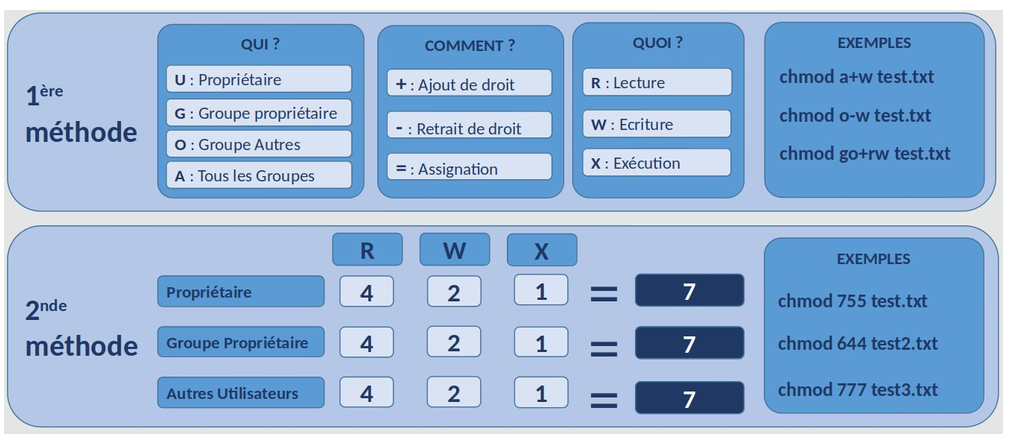 1ère
méthode
QUI ?
U : Propriétaire
G : Groupe propriétaire
O : Groupe Autres
A : Tous les Groupes
COMMENT ?
+ : Ajout de droit
- : Retrait de droit
= : Assignation
QUOI ?
R : Lecture
W : Ecriture
X : Exécution
EXEMPLES
chmod a+w test.txt
chmod o-w test.txt
chmod go+rw test.txt
2nde
méthode
R W X
Propriétaire 4 2 1 = 7
Groupe Propriétaire 4 2 1 = 7
Autres Utilisateurs 4 2 1 = 7
EXEMPLES
chmod 755 test.txt
chmod 644 test2.txt
chmod 777 test3.txt